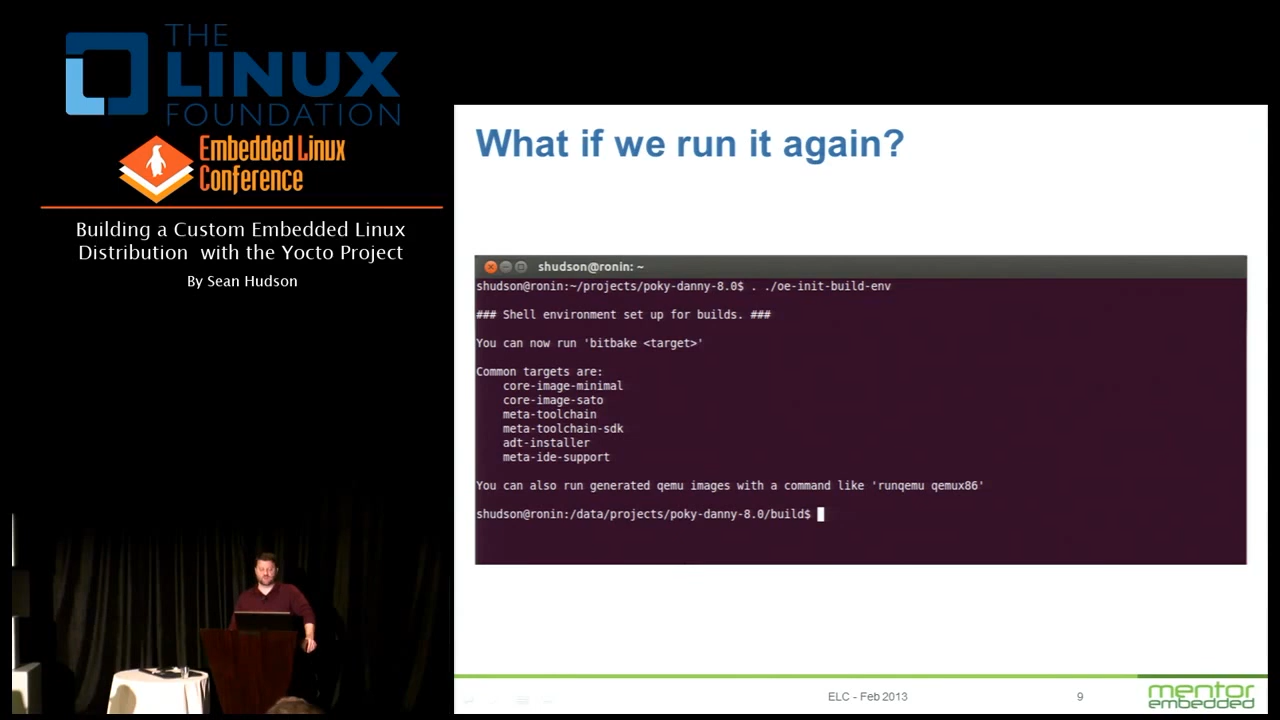 THE
LINUX
FOUNDATION
Embedded Linux
Conference
Building a Custom Embedded Linux
Distribution with the Yocto Project
By Sean Hudson
What if we run it again?
shudson@ronin: ~
shudson@ronin:~/projects/poky-danny-8.0$ . ./oe-init-build-env
### Shell environment set up for builds. ###
You can now run 'bitbake <target>'
Common targets are:
core-image-minimal
core-image-sato
meta-toolchain
meta-toolchain-sdk
adt-installer
meta-ide-support
You can also run generated qemu images with a command like 'runqemu qemux86'
shudson@ronin:/data/projects/poky-danny-8.0/build$
ELC - Feb 2013
9
mentor
embedded